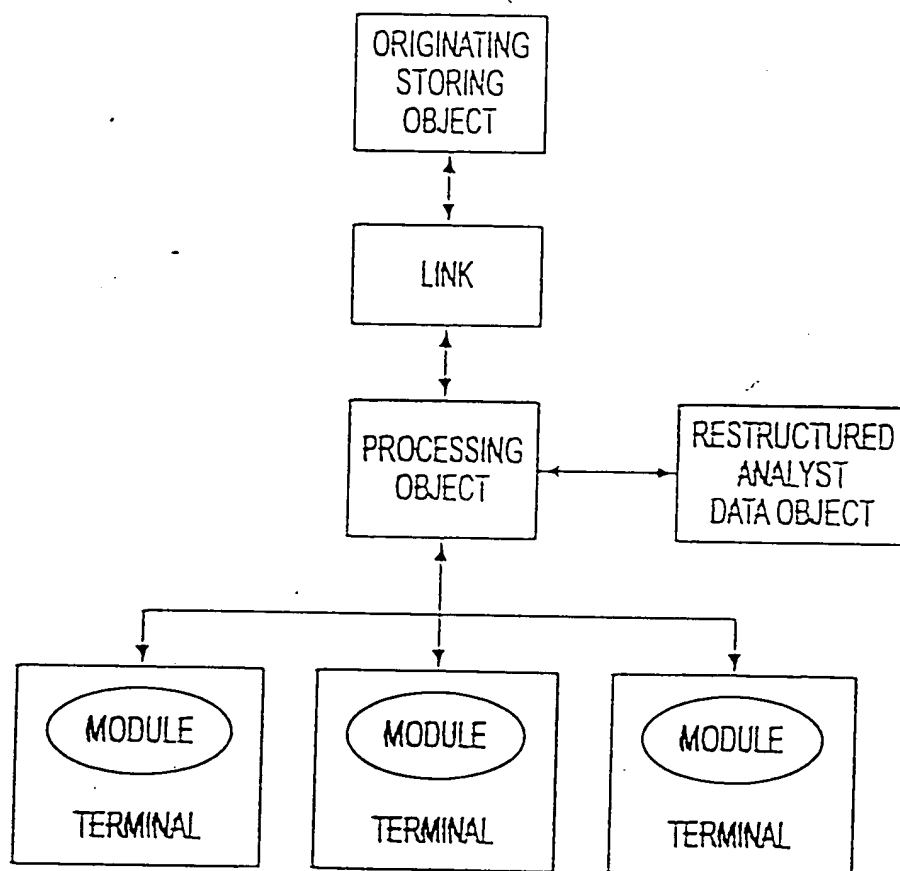 ORIGINATING
STORING
OBJECT
LINK
PROCESSING
OBJECT
RESTRUCTURED
ANALYST
DATA OBJECT
MODULE
TERMINAL
MODULE
TERMINAL
MODULE
TERMINAL